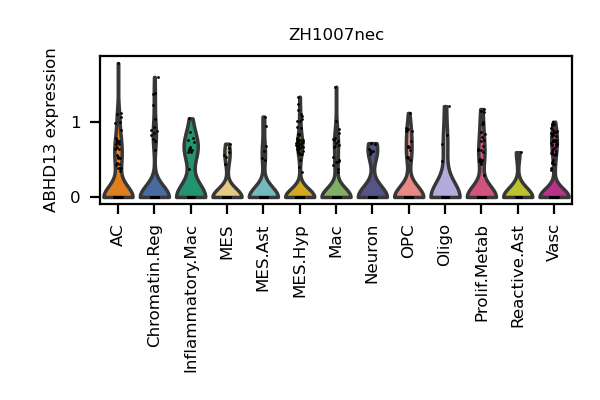 ZH1007nec
ABHD13 expression
1
0
AC
Chromatin.Reg
Inflammatory.Mac
MES
MES.Ast
MES.Hyp
Mac
Neuron
OPC
Oligo
Prolif.Metab
Reactive.Ast
Vasc